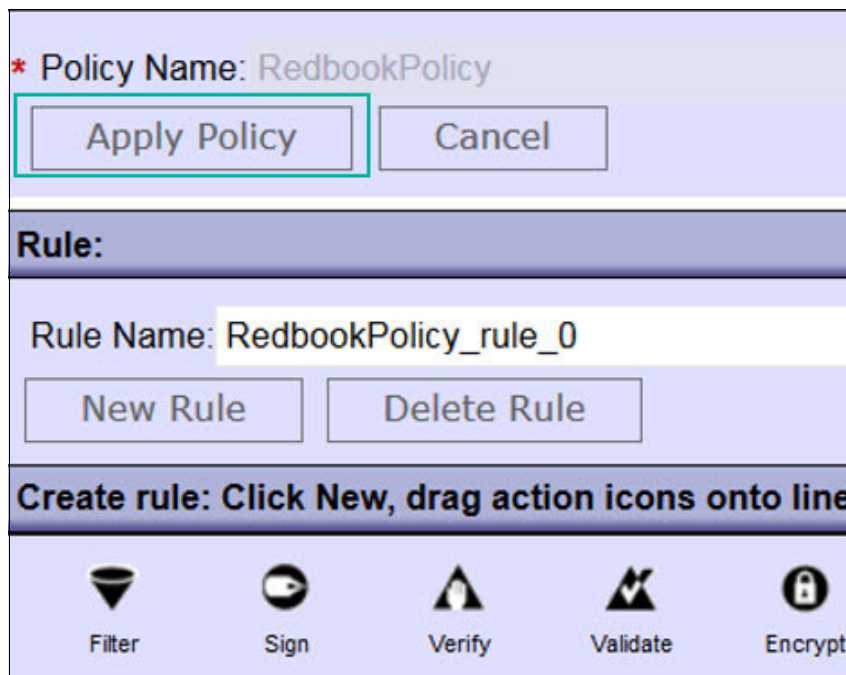 * Policy Name: RedbookPolicy
Apply Policy Cancel
Rule:
Rule Name: RedbookPolicy_rule_0
New Rule Delete Rule
Create rule: Click New, drag action icons onto line
Filter Sign Verify Validate Encrypt